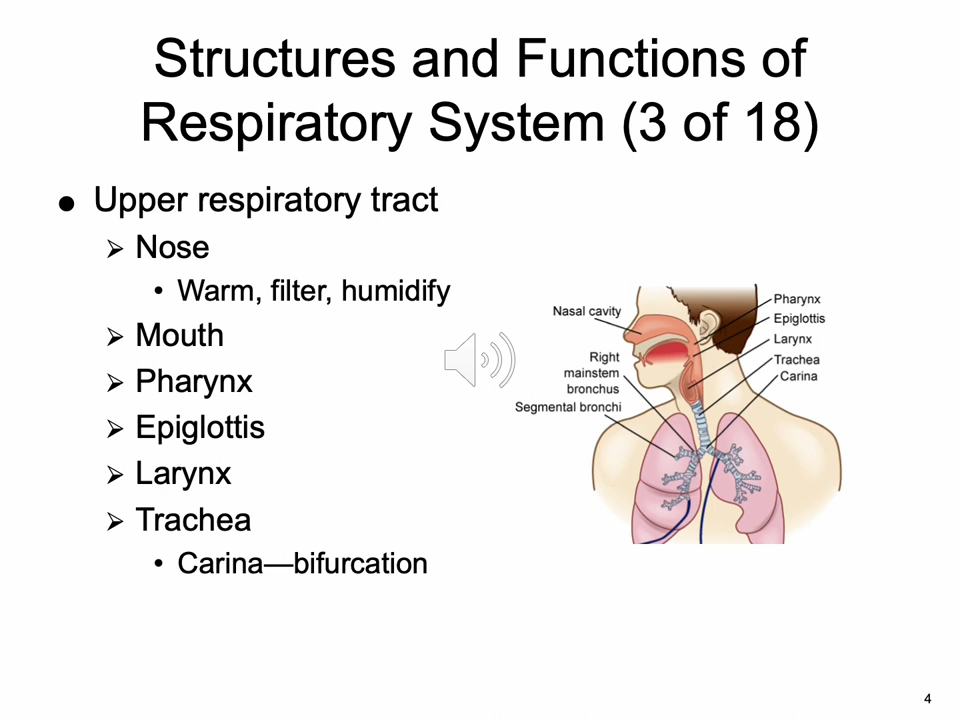 Structures and Functions of
Respiratory System (3 of 18)
● Upper respiratory tract
➢ Nose
• Warm, filter, humidify
➢ Mouth
➢ Pharynx
➢ Epiglottis
➢ Larynx
➢ Trachea
• Carina—bifurcation
Nasal cavity
Right
mainstem
bronchus
Segmental bronchi
Pharynx
Epiglottis
Larynx
Trachea
Carina
4